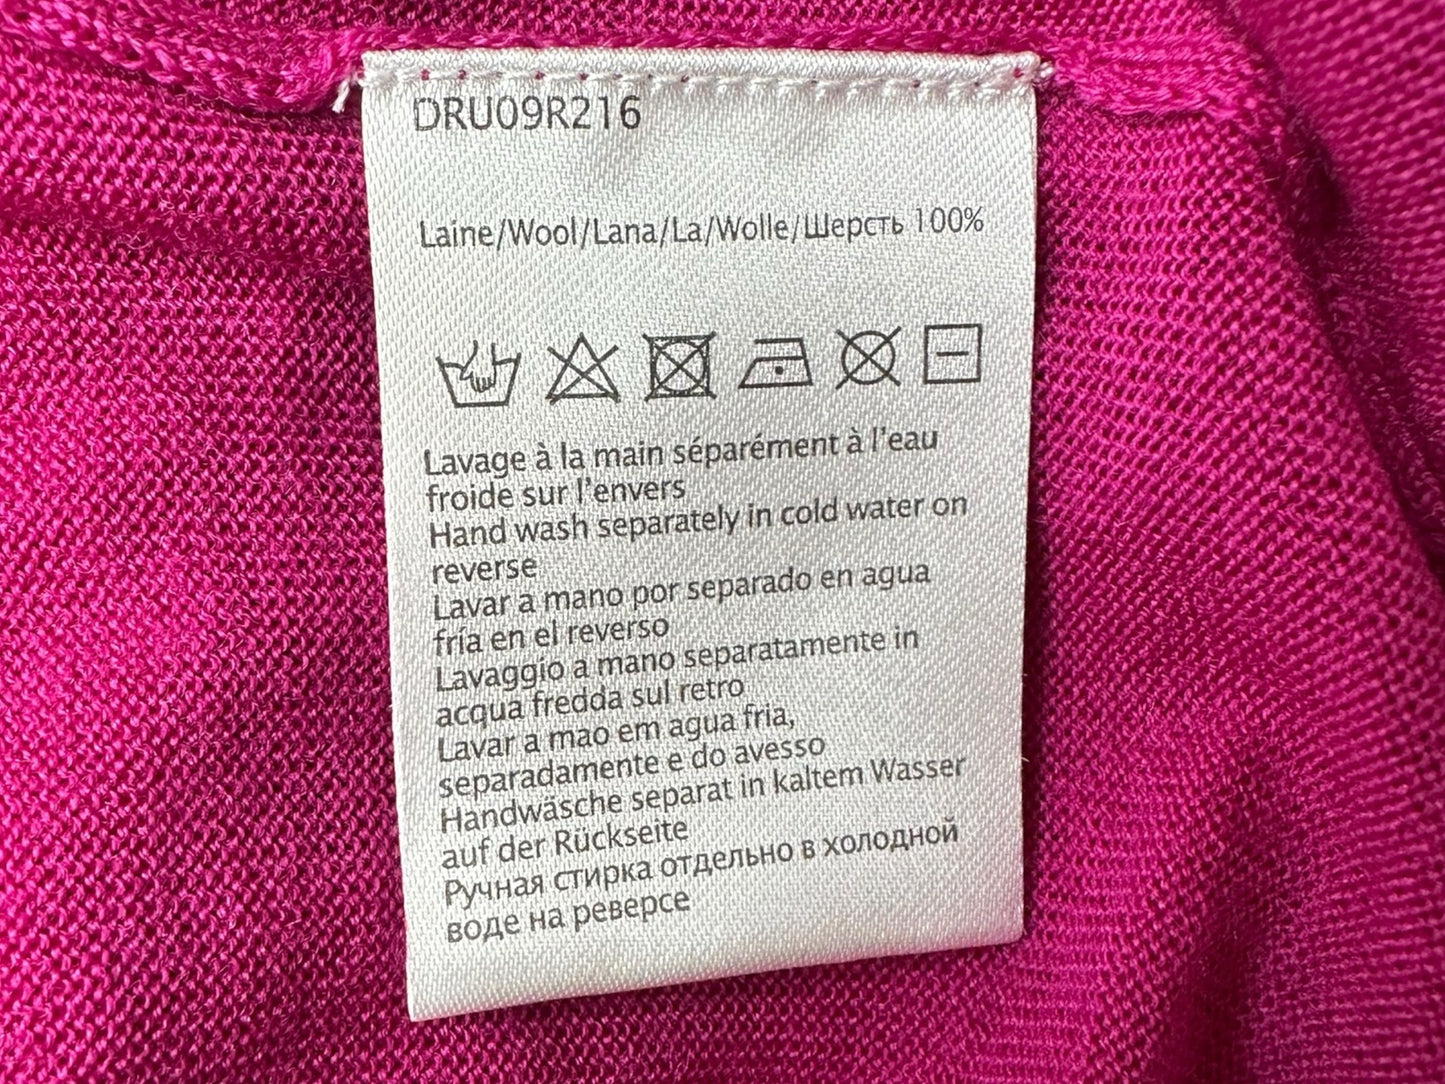 DRU09R216
Laine/Wool/Lana/La/Wolle/Шерсть 100%
Lavage à la main séparément à l'eau
froide sur l'envers
Hand wash separately in cold water on
reverse
Lavar a mano por separado en agua
fría en el reverso
Lavaggio a mano separatamente in
acqua fredda sul retro
Lavar a mao em agua fria,
separadamente e do avesso
Handwäsche separat in kaltem Wasser
auf der Rückseite
Ручная стирка отдельно в холодной
воде на реверсе